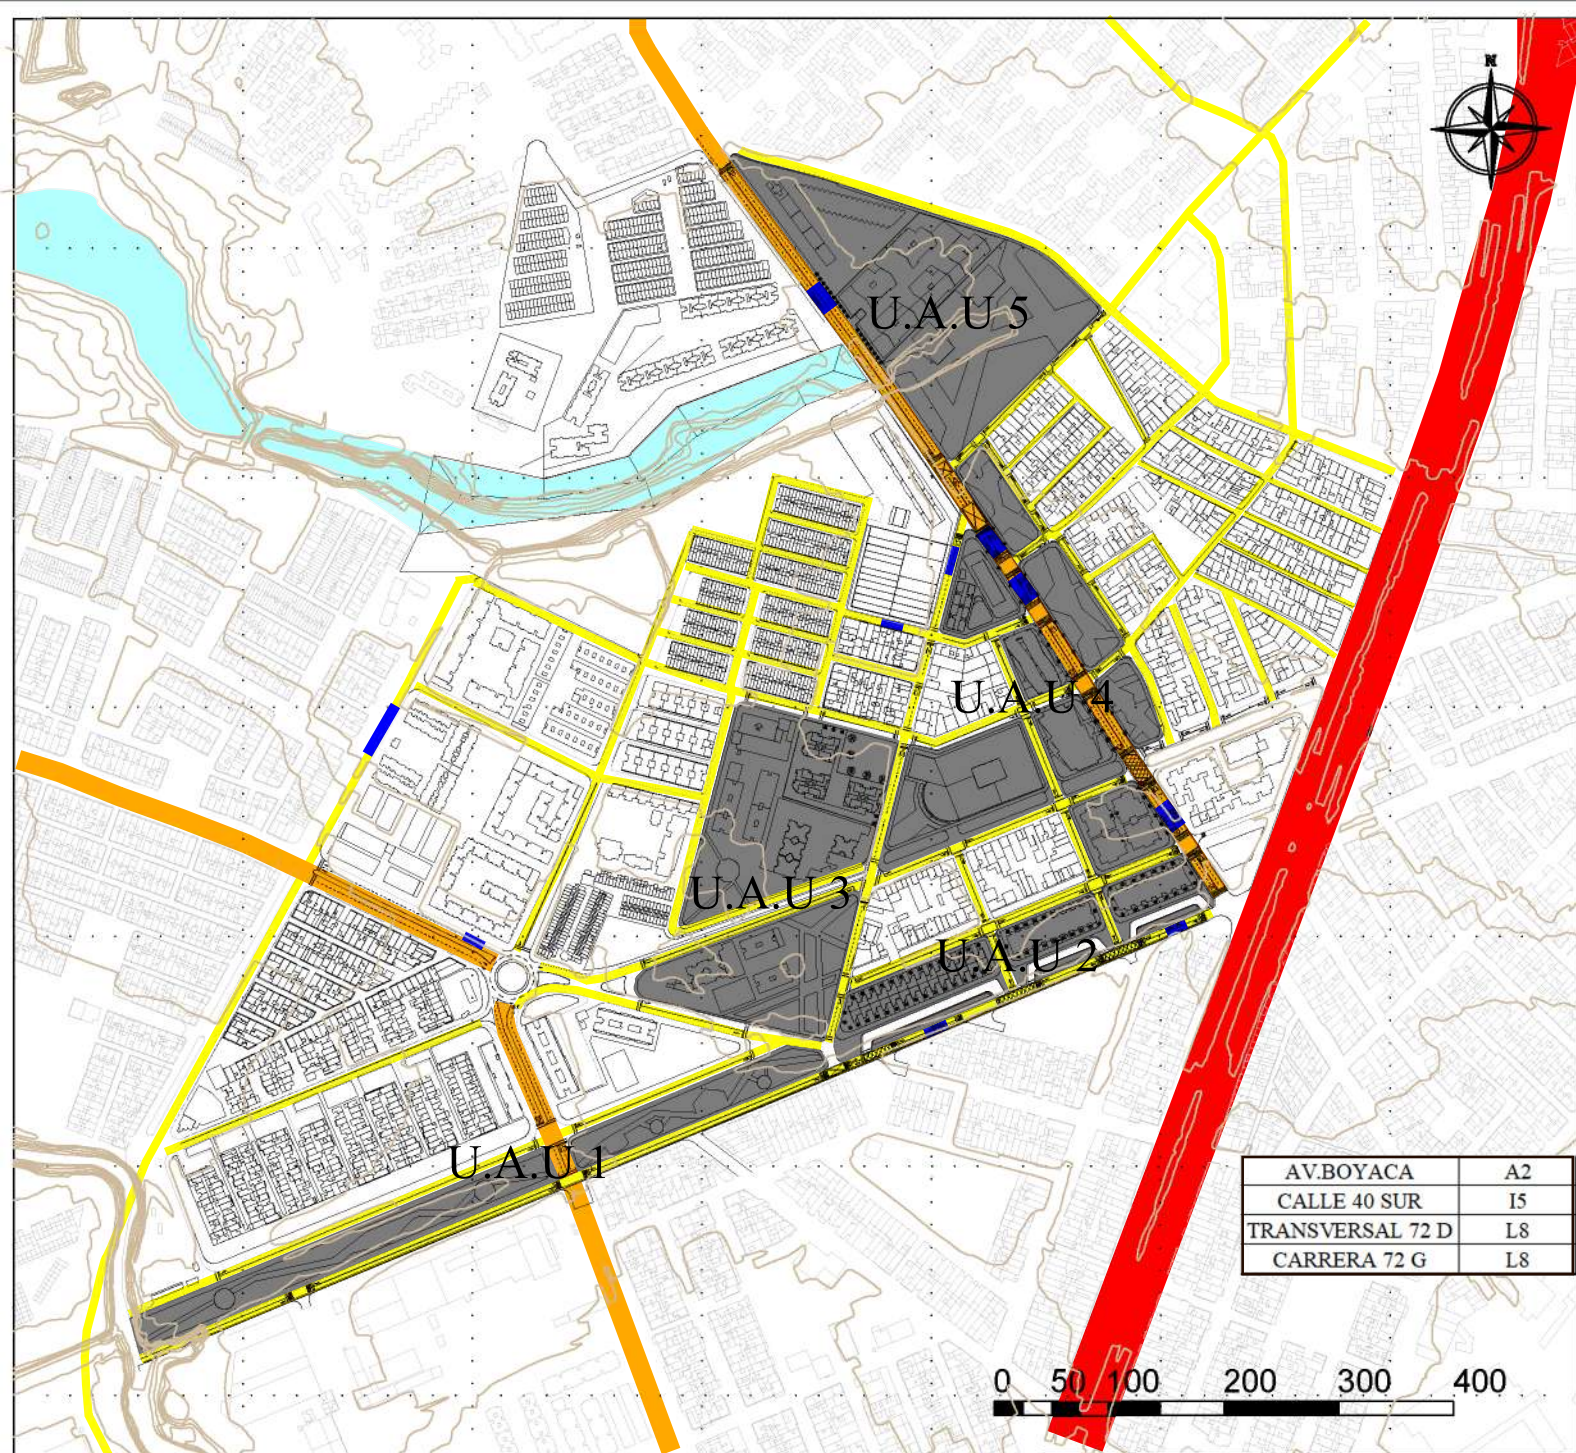 N
U.A.U 5
U.A.U 4
U.A.U 3
U.A.U 2
U.A.U 1
AV.BOYACA A2
CALLE 40 SUR I5
TRANSVERSAL 72 D L8
CARRERA 72 G L8
0 50 100 200 300 400